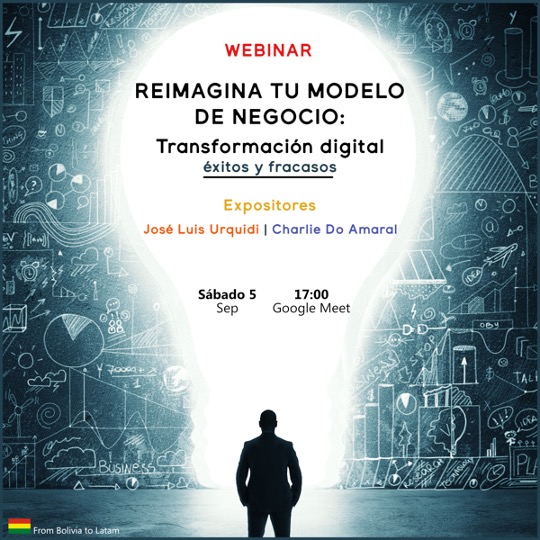 WEBINAR
REIMAGINA TU MODELO
DE NEGOCIO:
Transformación digital
éxitos y fracasos
Expositores
José Luis Urquidi | Charlie Do Amaral
Sábado 5 17:00
Sep Google Meet
BUSINESS
From Bolivia to Latam